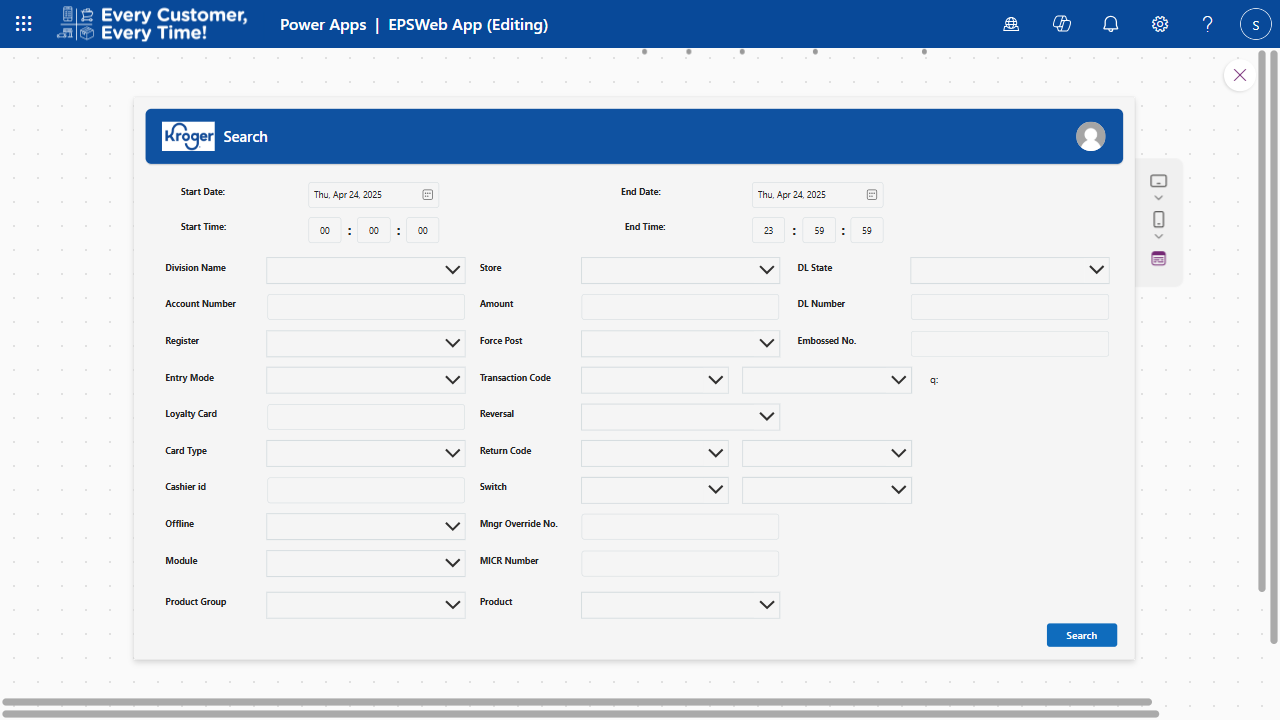 Every Customer,
Every Time!
Power Apps | EPSWeb App (Editing)
S
Kroger
Search
Start Date:
Thu, Apr 24, 2025
End Date:
Thu, Apr 24, 2025
Start Time:
00 : 00 : 00
End Time:
23 : 59 : 59
Division Name
Store
DL State
Account Number
Amount
DL Number
Register
Force Post
Embossed No.
Entry Mode
Transaction Code
q:
Loyalty Card
Reversal
Card Type
Return Code
Cashier id
Switch
Offline
Mngr Override No.
Module
MICR Number
Product Group
Product
Search